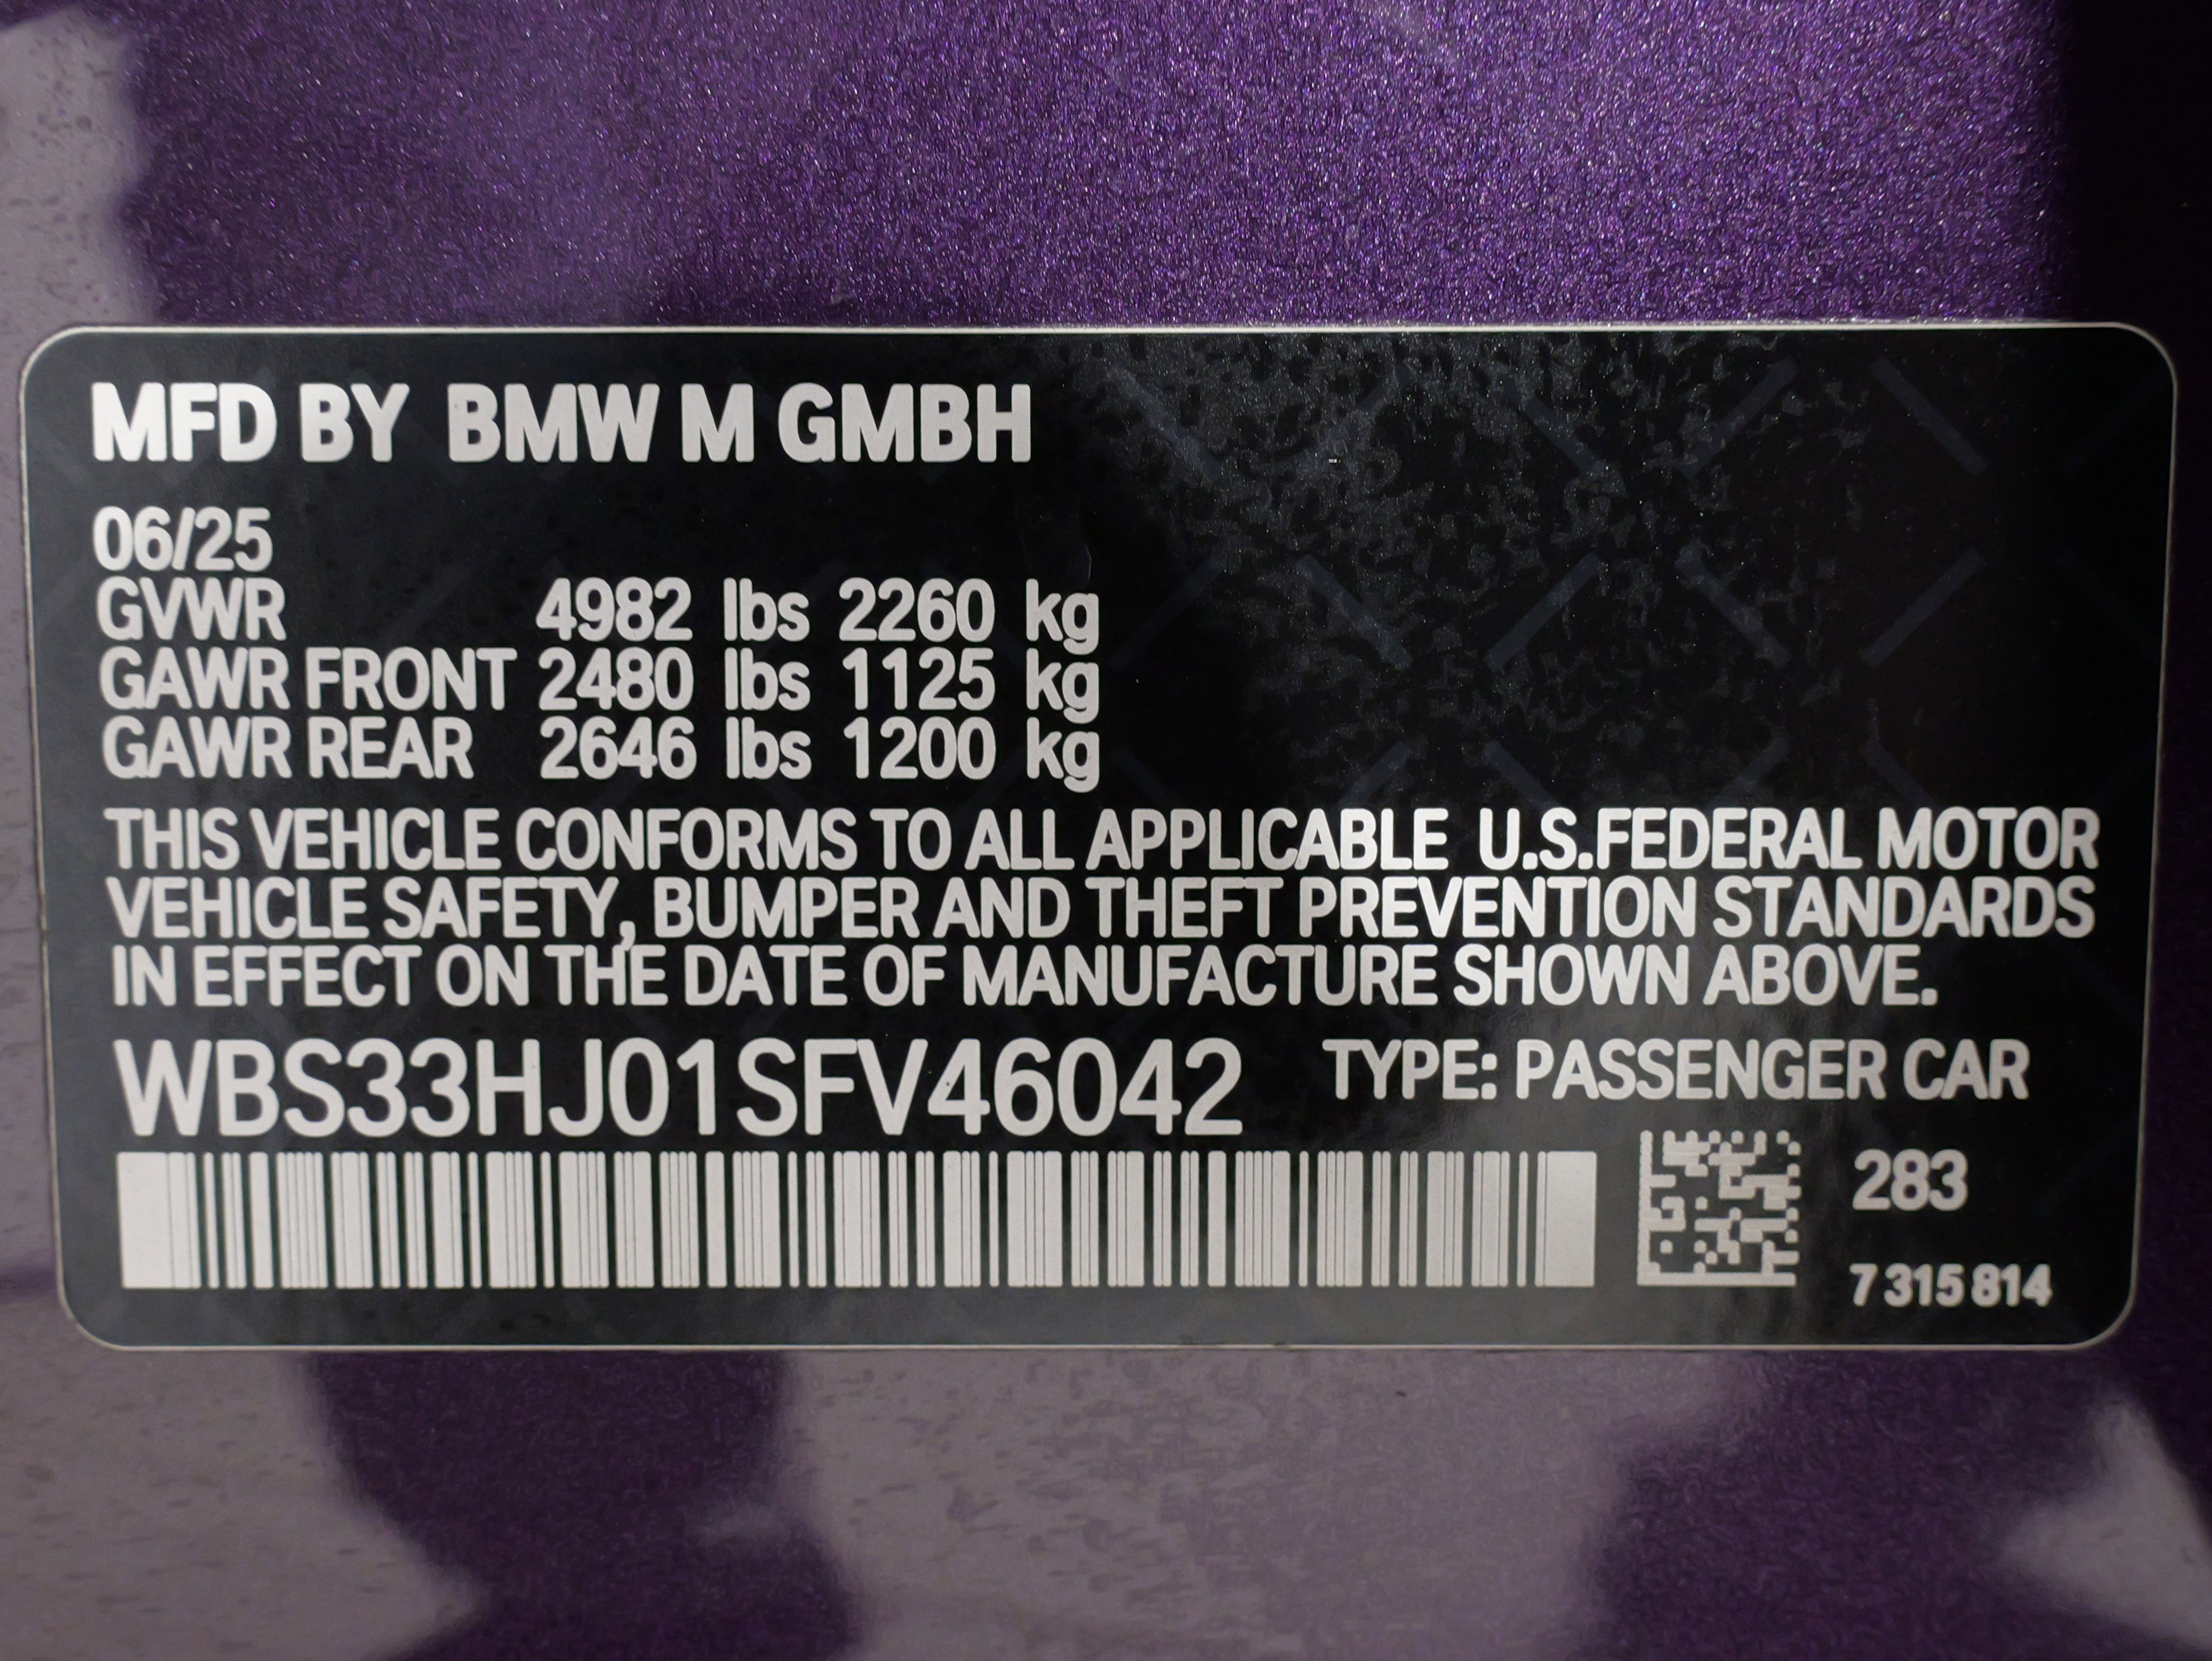 MFD BY BMW M GMBH
06/25
GVWR 4982 lbs 2260 kg
GAWR FRONT 2480 lbs 1125 kg
GAWR REAR 2646 lbs 1200 kg
THIS VEHICLE CONFORMS TO ALL APPLICABLE U.S.FEDERAL MOTOR
VEHICLE SAFETY, BUMPER AND THEFT PREVENTION STANDARDS
IN EFFECT ON THE DATE OF MANUFACTURE SHOWN ABOVE.
WBS33HJ01SFV46042 TYPE: PASSENGER CAR
283
7 315 814